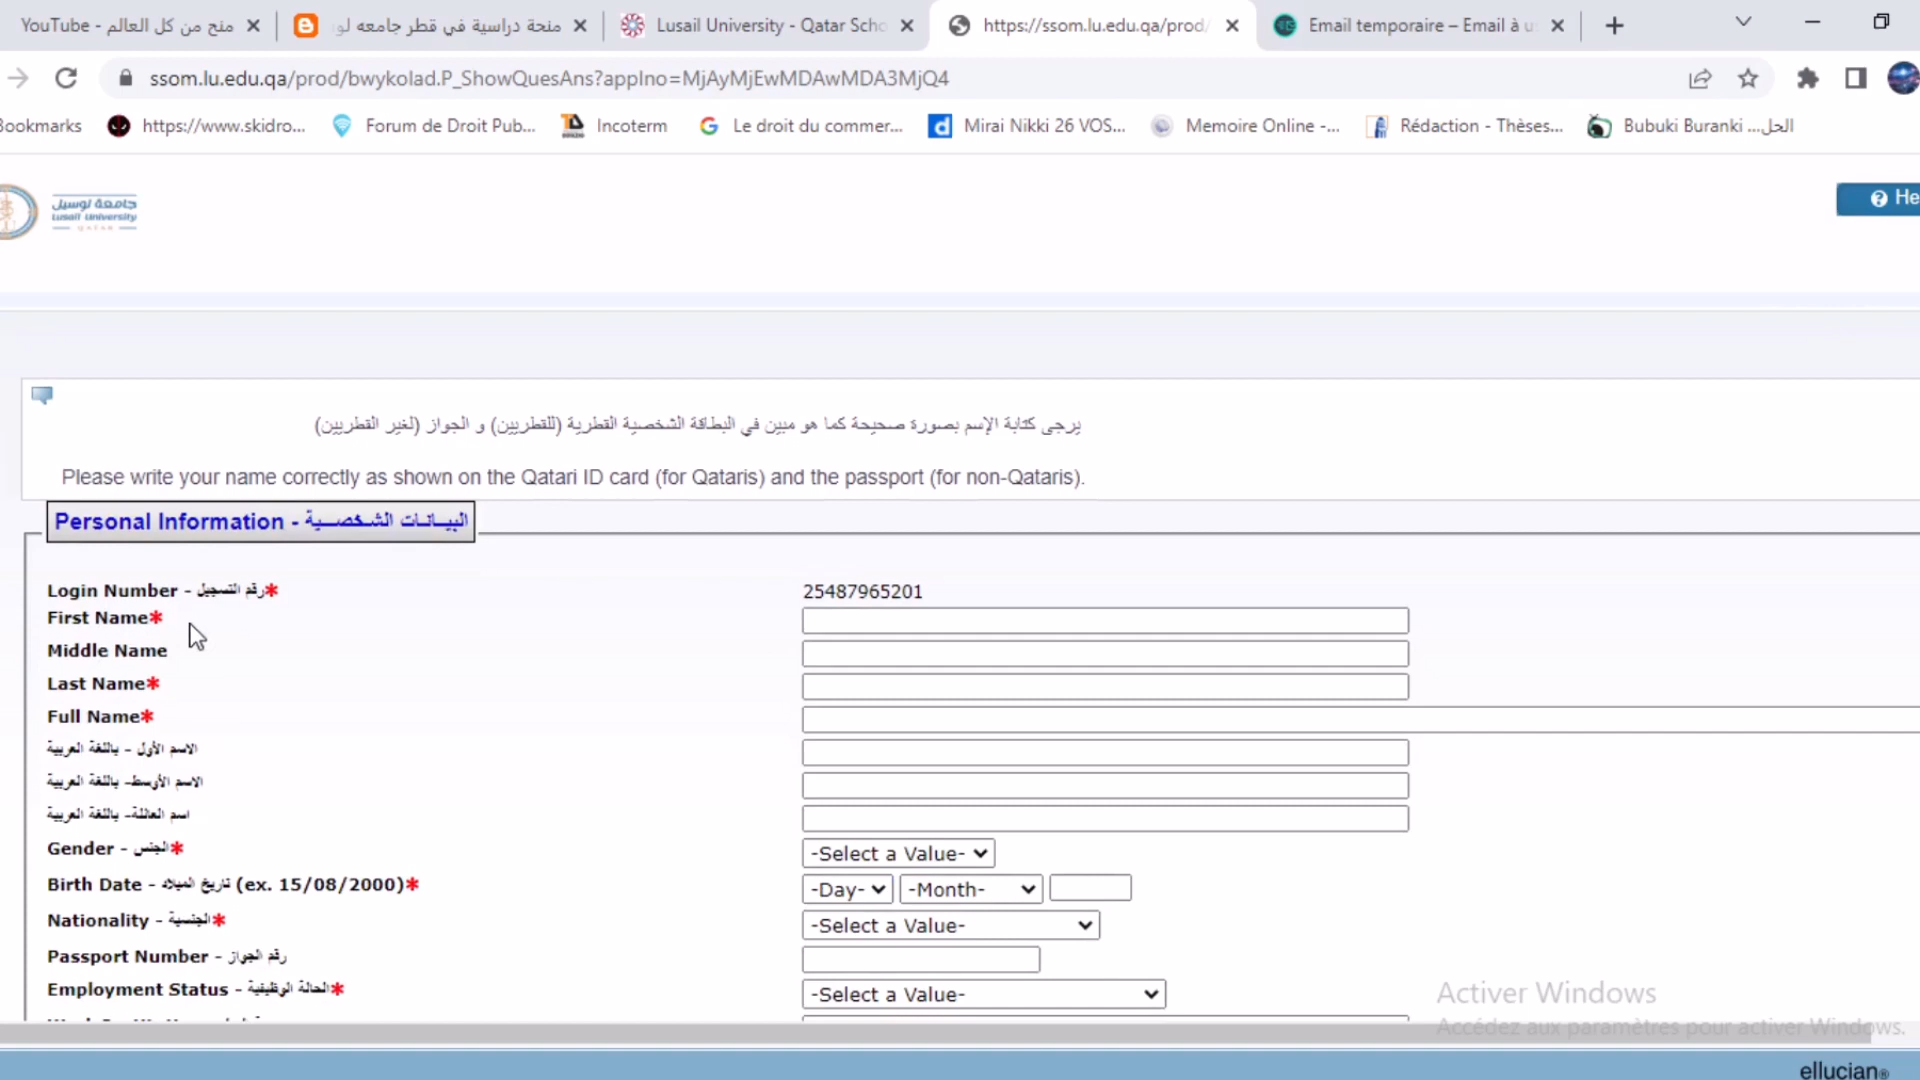 منح من كل العالم - YouTube
منحة دراسية في قطر جامعه لو
Lusail University - Qatar Scho
https://ssom.lu.edu.qa/prod/
Email temporaire – Email à u
ssom.lu.edu.qa/prod/bwykolad.P_ShowQuesAns?applno=MjAyMjEwMDAwMDA3MjQ4
Bookmarks
https://www.skidro...
Forum de Droit Pub...
Incoterm
Le droit du commer...
Mirai Nikki 26 VOS...
Memoire Online -...
Rédaction - Thèses...
Bubuki Buranki ...الحل
جامعة لوسيل
Lusail University
QATAR
He
يرجى كتابة الإسم بصورة صحيحة كما هو مبين في البطاقة الشخصية القطرية (للقطريين) و الجواز (لغير القطريين)
Please write your name correctly as shown on the Qatari ID card (for Qataris) and the passport (for non-Qataris).
Personal Information - البيـــانــات الشــخصـــيـة
Login Number - رقم التسجيل* 25487965201
First Name*
Middle Name
Last Name*
Full Name*
الاسم الأول - باللغة العربية
الاسم الأوسط- باللغة العربية
اسم العائلة- باللغة العربية
Gender - الجنس* -Select a Value-
Birth Date - تاريخ الميلاد (ex. 15/08/2000)* -Day- -Month-
Nationality - الجنسية* -Select a Value-
Passport Number - رقم الجواز
Employment Status - الحالة الوظيفية* -Select a Value-
Activer Windows
Accédez aux paramètres pour activer Windows.
ellucian®